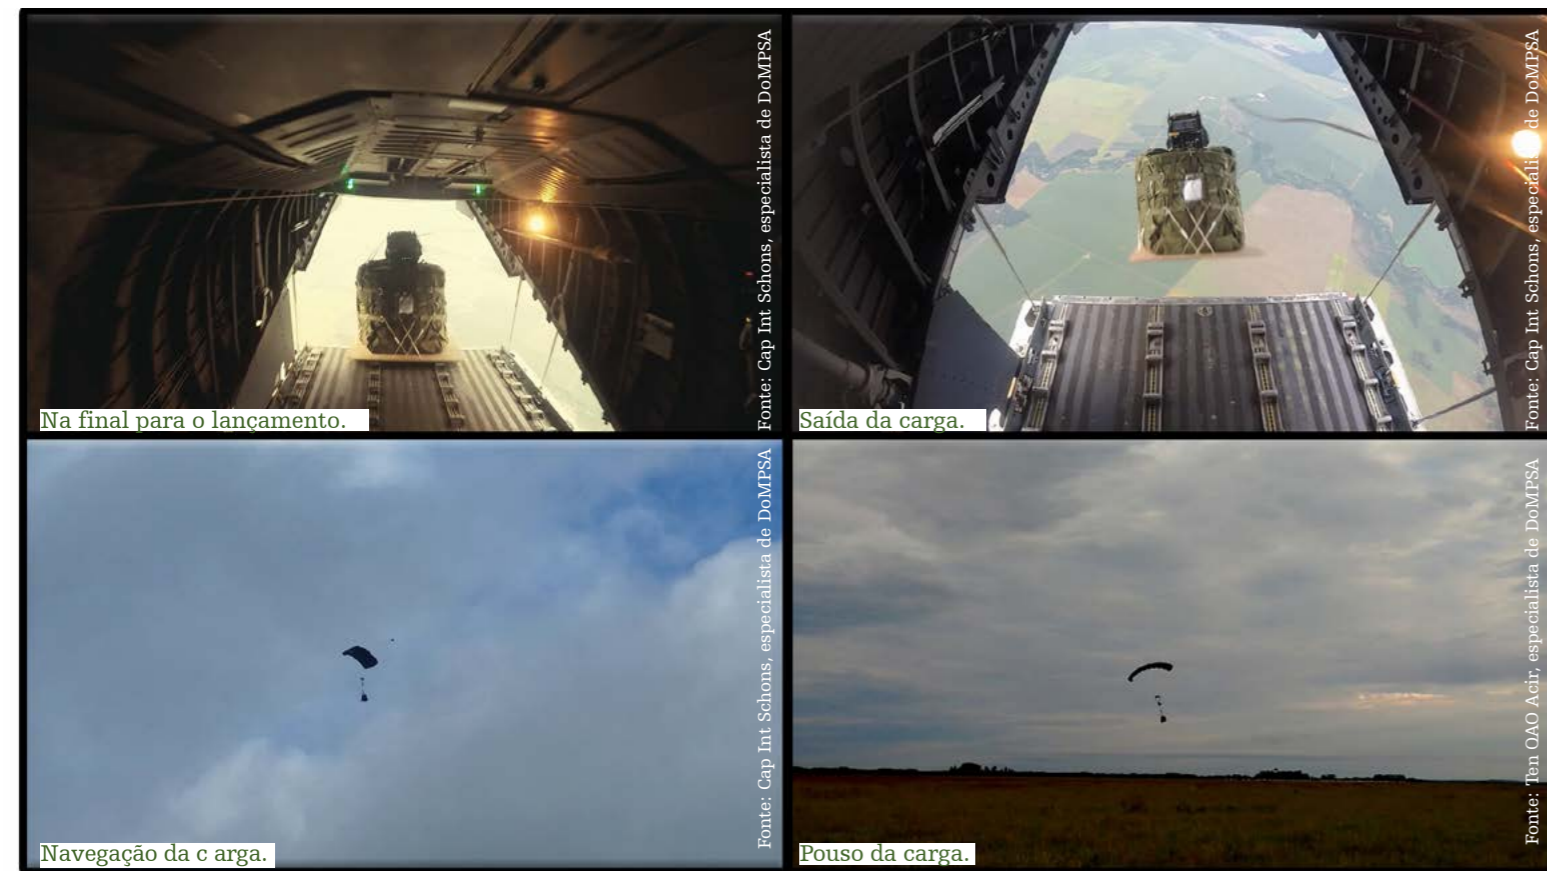 Fonte: Cap Int Schons, especialista de DoMPSA
Na final para o lançamento.
Fonte: Cap Int Schons, especialista de DoMPSA
Saída da carga.
Fonte: Cap Int Schons, especialista de DoMPSA
Navegação da c arga.
Fonte: Ten QAO Acir, especialista de DoMPSA
Pouso da carga.